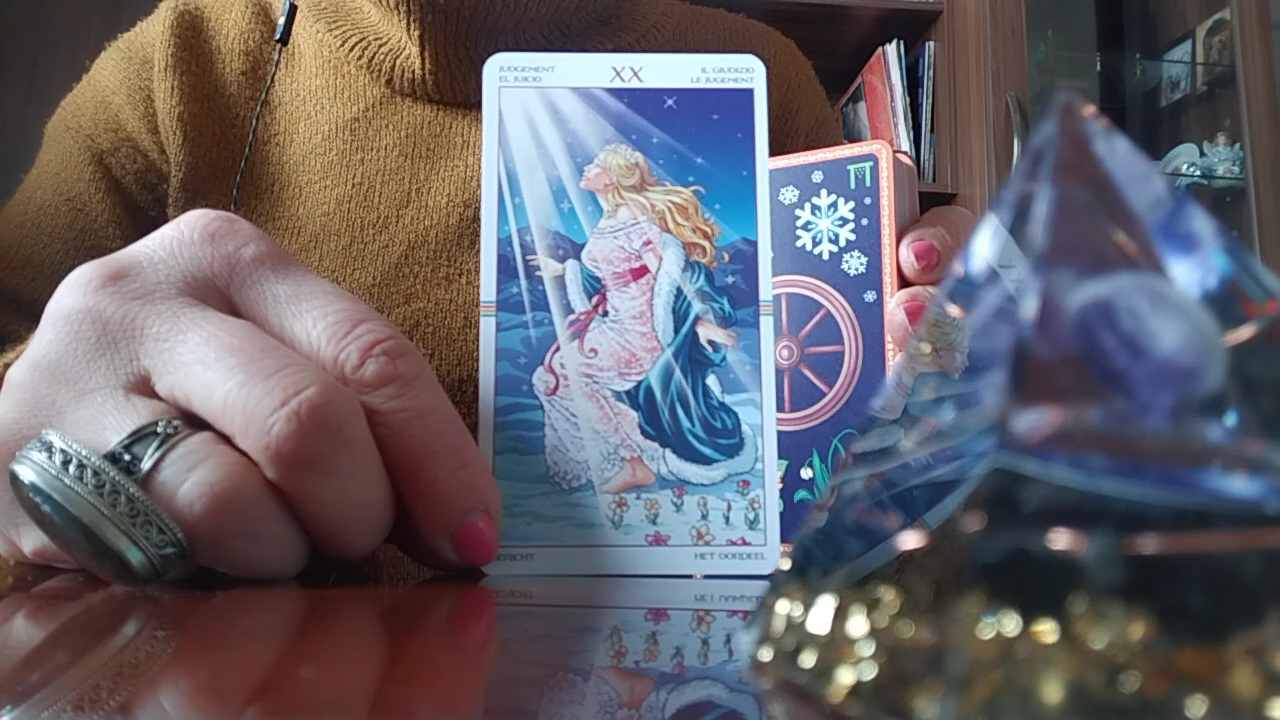 JUDGEMENT
EL JUICIO
XX
IL GIUDIZIO
LE JUGEMENT
HET OORDEEL